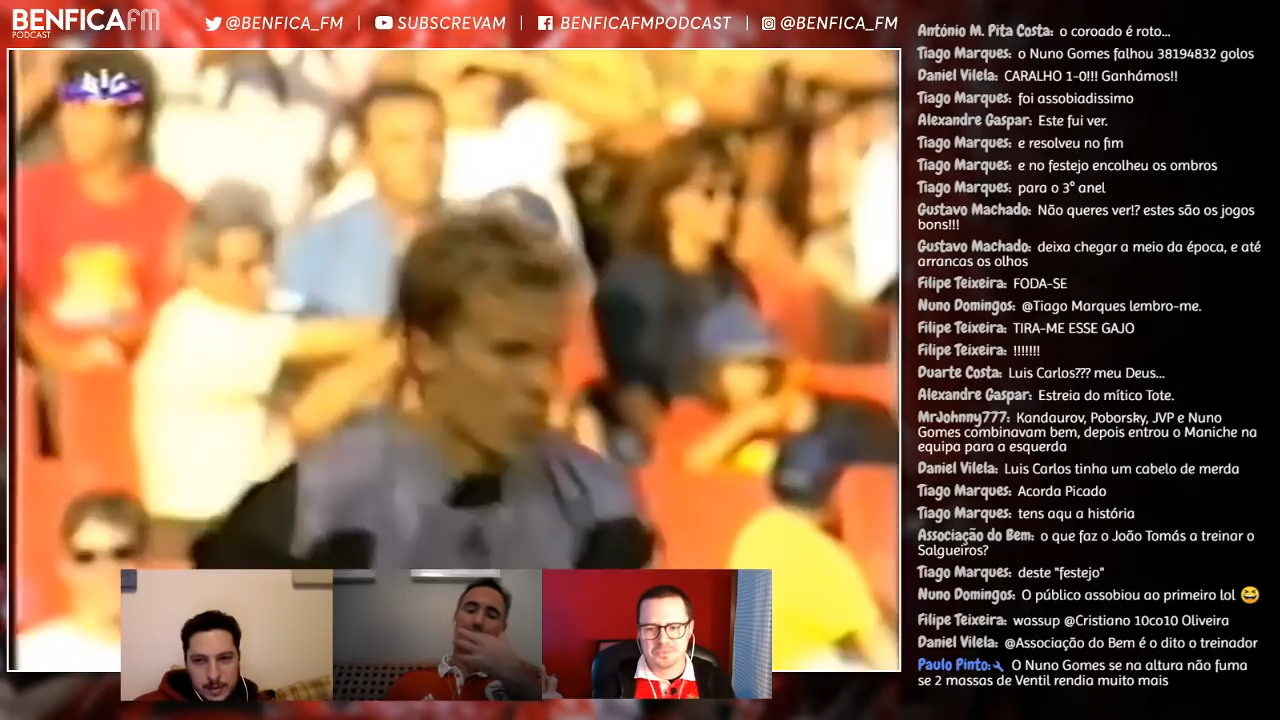 BENFICA FM
PODCAST
@BENFICA_FM | SUBSCREVAM | BENFICAFMPODCAST | @BENFICA_FM
SIC
António M. Pita Costa: o coroado é roto...
Tiago Marques: o Nuno Gomes falhou 38194832 golos
Daniel Vilela: CARALHO 1-0!!! Ganhámos!!
Tiago Marques: foi assobiadissimo
Alexandre Gaspar: Este fui ver.
Tiago Marques: e resolveu no fim
Tiago Marques: e no festejo encolheu os ombros
Tiago Marques: para o 3° anel
Gustavo Machado: Não queres ver!? estes são os jogos
bons!!!
Gustavo Machado: deixa chegar a meio da época, e até
arrancas os olhos
Filipe Teixeira: FODA-SE
Nuno Domingos: @Tiago Marques lembro-me.
Filipe Teixeira: TIRA-ME ESSE GAJO
Filipe Teixeira: !!!!!!!
Duarte Costa: Luis Carlos??? meu Deus...
Alexandre Gaspar: Estreia do mítico Tote.
MrJohnny777: Kandaurov, Poborsky, JVP e Nuno
Gomes combinavam bem, depois entrou o Maniche na
equipa para a esquerda
Daniel Vilela: Luis Carlos tinha um cabelo de merda
Tiago Marques: Acorda Picado
Tiago Marques: tens aqu a história
Associação do Bem: o que faz o João Tomás a treinar o
Salgueiros?
Tiago Marques: deste "festejo"
Nuno Domingos: O público assobiou ao primeiro lol 😆
Filipe Teixeira: wassup @Cristiano 10co10 Oliveira
Daniel Vilela: @Associação do Bem é o dito o treinador
Paulo Pinto: O Nuno Gomes se na altura não fuma
se 2 massas de Ventil rendia muito mais